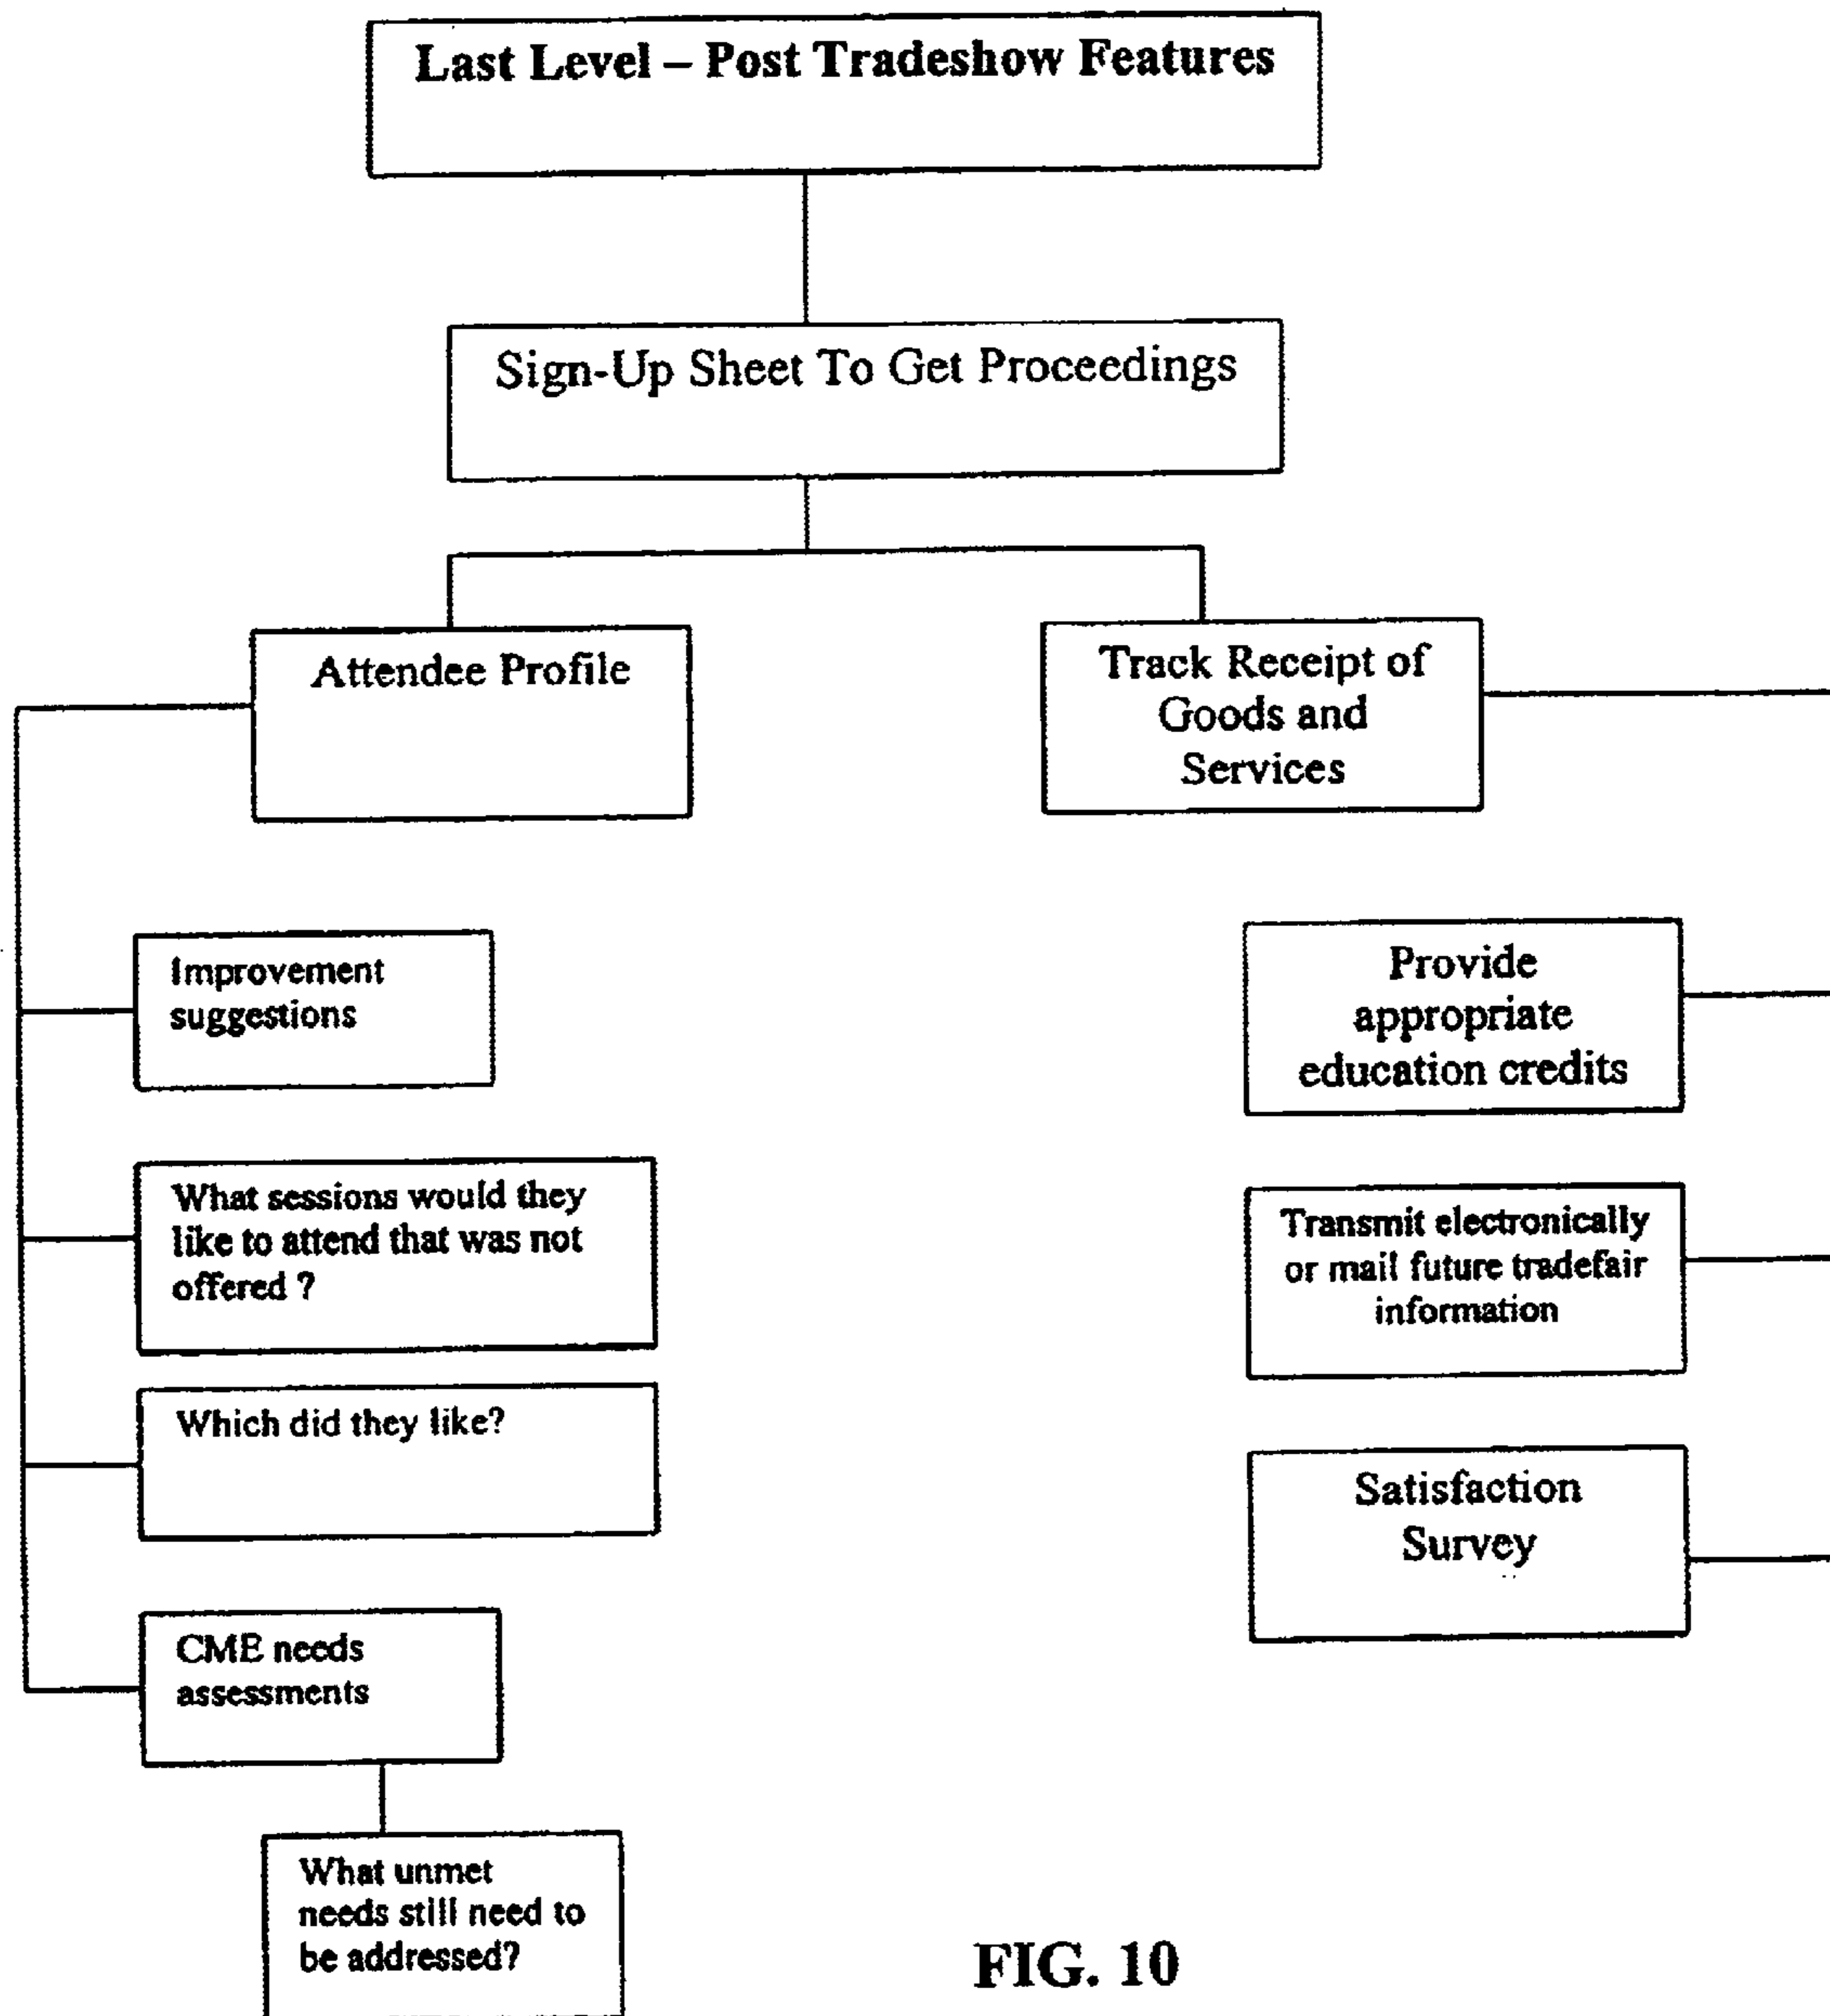 Last Level – Post Tradeshow Features
Sign-Up Sheet To Get Proceedings
Attendee Profile
Track Receipt of
Goods and
Services
Improvement
suggestions
What sessions would they
like to attend that was not
offered ?
Which did they like?
CME needs
assessments
What unmet
needs still need to
be addressed?
Provide
appropriate
education credits
Transmit electronically
or mail future tradefair
information
Satisfaction
Survey
FIG. 10